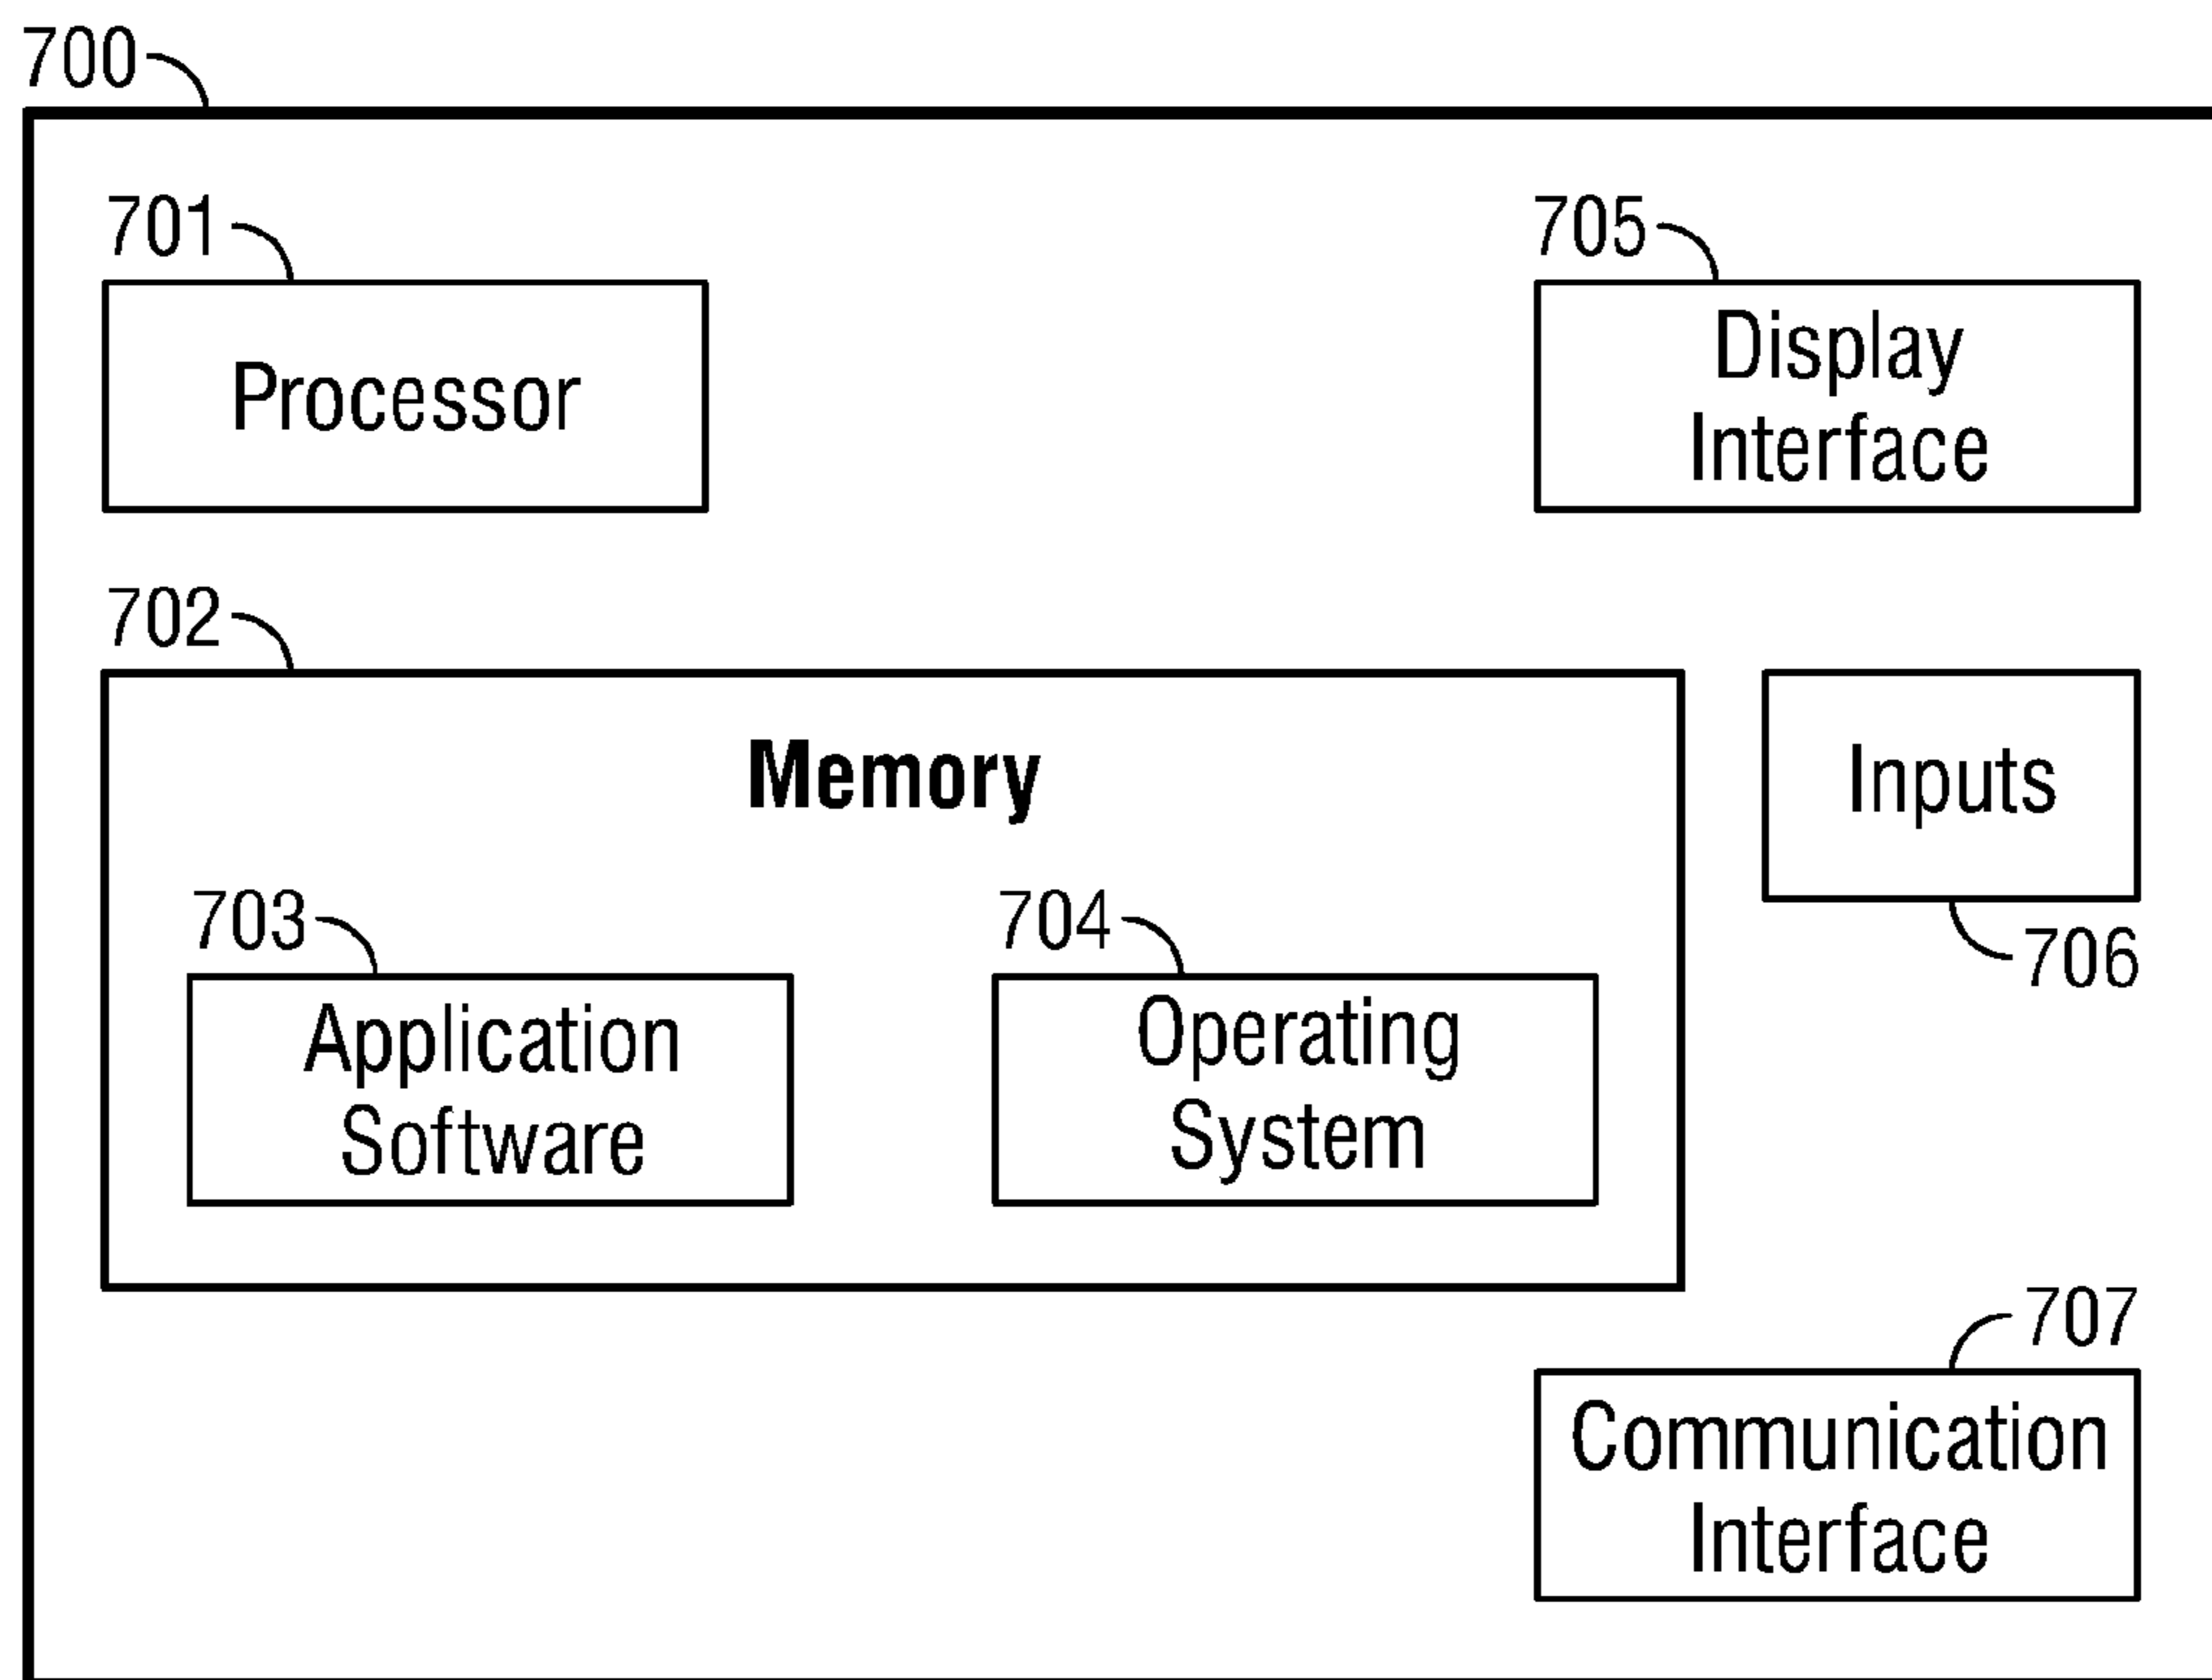 700
701
Processor
705
Display
Interface
702
Memory
703
Application
Software
704
Operating
System
Inputs
706
707
Communication
Interface